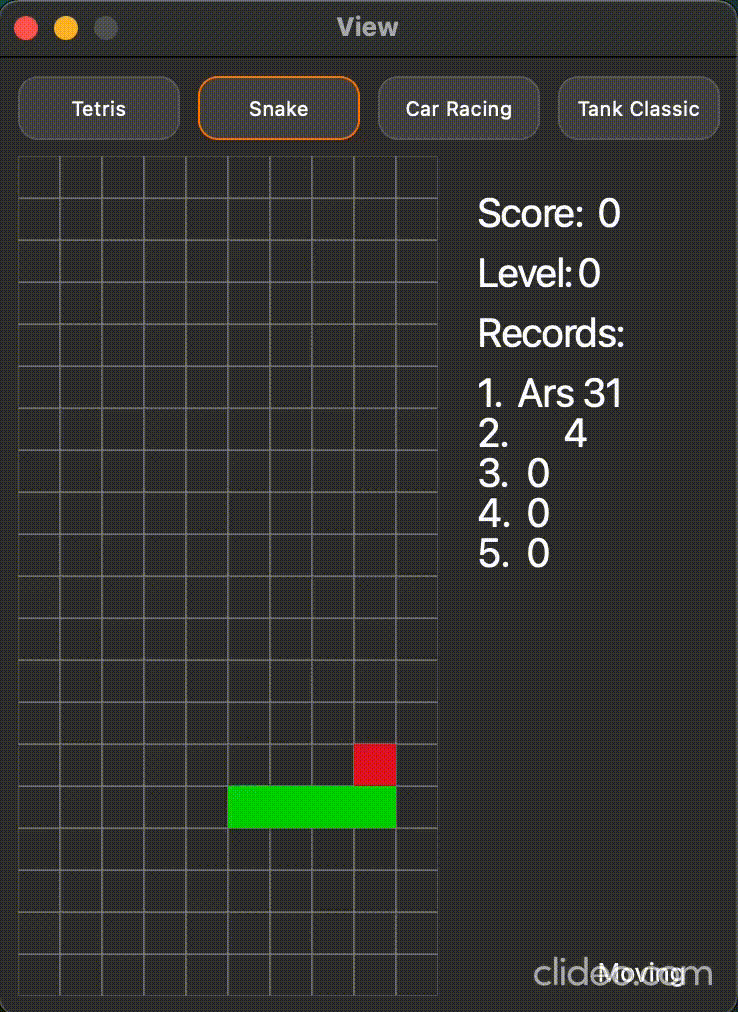 View
Tetris
Snake
Car Racing
Tank Classic
Score: 0
Level: 0
Records:
1. Ars 31
2. 4
3. 0
4. 0
5. 0
Moving
clideo.com